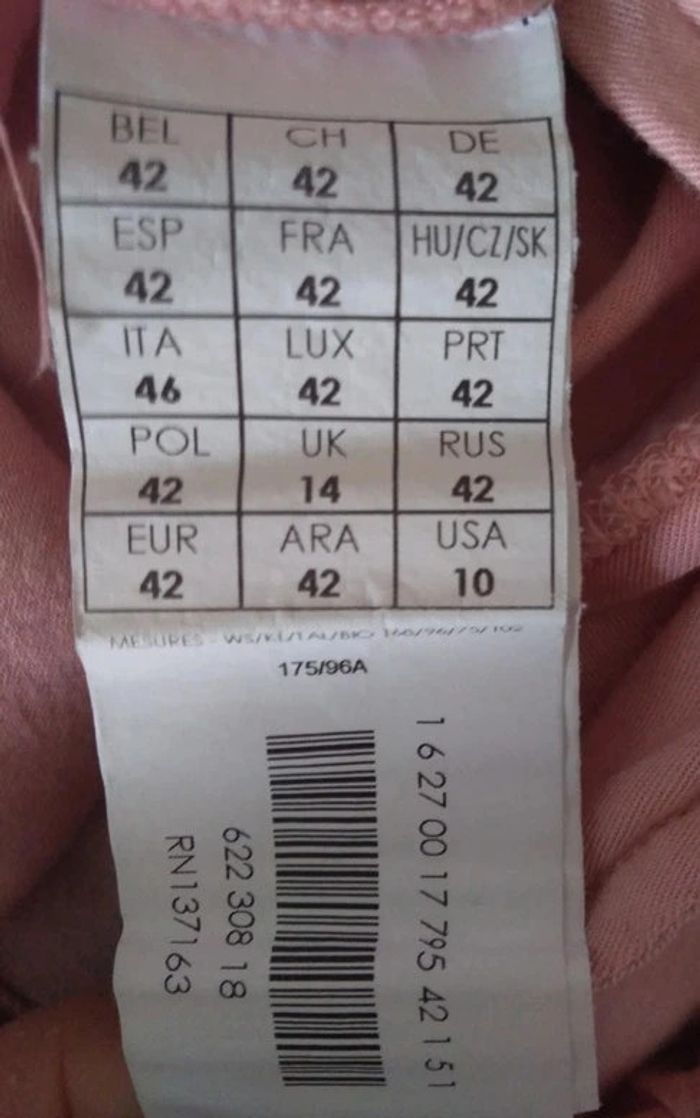 BEL CH DE
42 42 42
ESP FRA HU/CZ/SK
42 42 42
ITA LUX PRT
46 42 42
POL UK RUS
42 14 42
EUR ARA USA
42 42 10
MESURES -
175/96A
1 6 27 00 17 795 42 1 51
622 308 18
RN137163